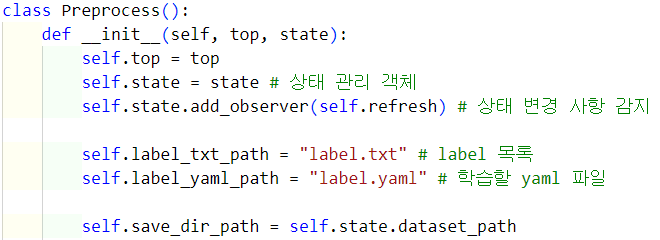 class Preprocess():
    def __init__(self, top, state):
        self.top = top
        self.state = state # 상태 관리 객체
        self.state.add_observer(self.refresh) # 상태 변경 사항 감지

        self.label_txt_path = "label.txt" # label 목록
        self.label_yaml_path = "label.yaml" # 학습할 yaml 파일

        self.save_dir_path = self.state.dataset_path